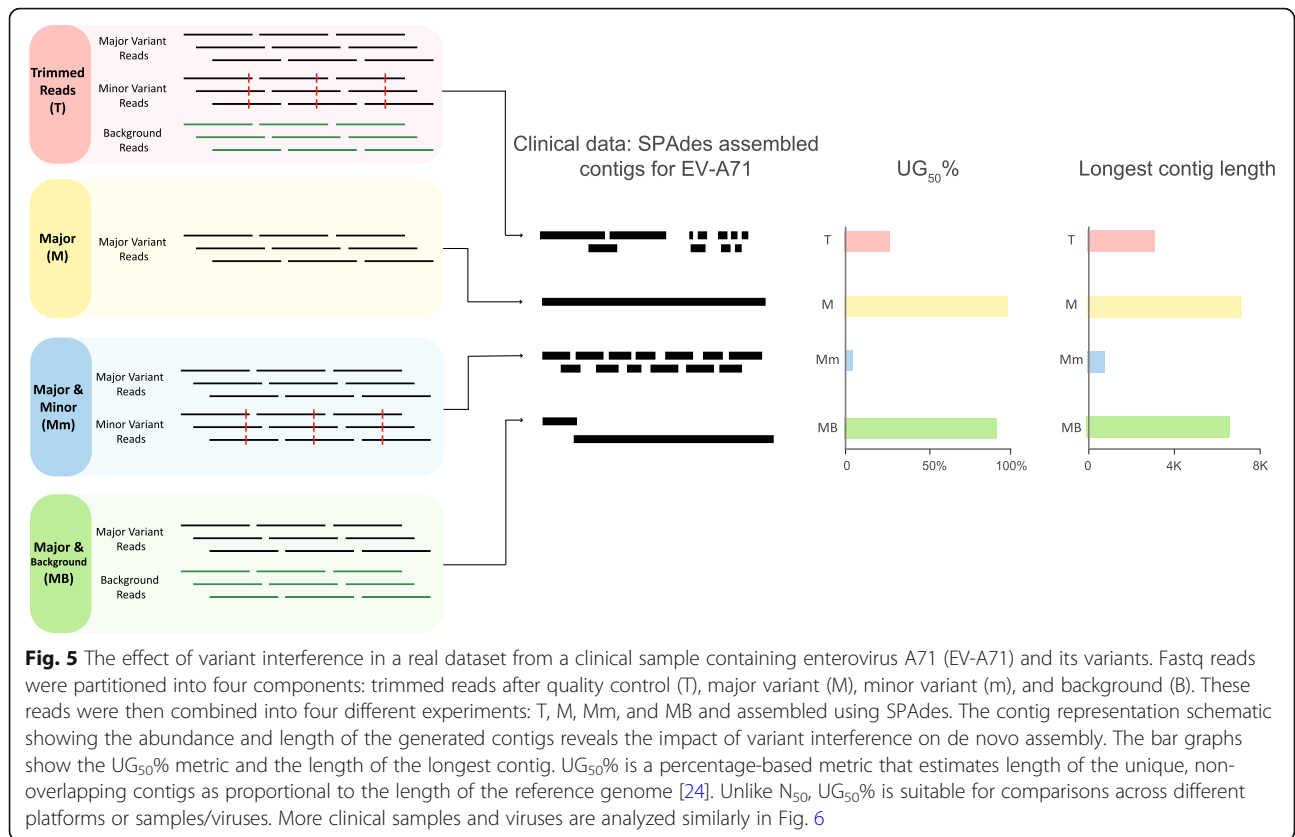 Trimmed
Reads
(T)
Major Variant
Reads
Minor Variant
Reads
Background
Reads
Major
(M)
Major Variant
Reads
Major &
Minor
(Mm)
Major Variant
Reads
Minor Variant
Reads
Major &
Background
(MB)
Major Variant
Reads
Background
Reads
Clinical data: SPAdes assembled
contigs for EV-A71
UG50%
T
M
Mm
MB
0 50% 100%
Longest contig length
T
M
Mm
MB
0 4K 8K
Fig. 5 The effect of variant interference in a real dataset from a clinical sample containing enterovirus A71 (EV-A71) and its variants. Fastq reads
were partitioned into four components: trimmed reads after quality control (T), major variant (M), minor variant (m), and background (B). These
reads were then combined into four different experiments: T, M, Mm, and MB and assembled using SPAdes. The contig representation schematic
showing the abundance and length of the generated contigs reveals the impact of variant interference on de novo assembly. The bar graphs
show the UG50% metric and the length of the longest contig. UG50% is a percentage-based metric that estimates length of the unique, non-
overlapping contigs as proportional to the length of the reference genome [24]. Unlike N50, UG50% is suitable for comparisons across different
platforms or samples/viruses. More clinical samples and viruses are analyzed similarly in Fig. 6